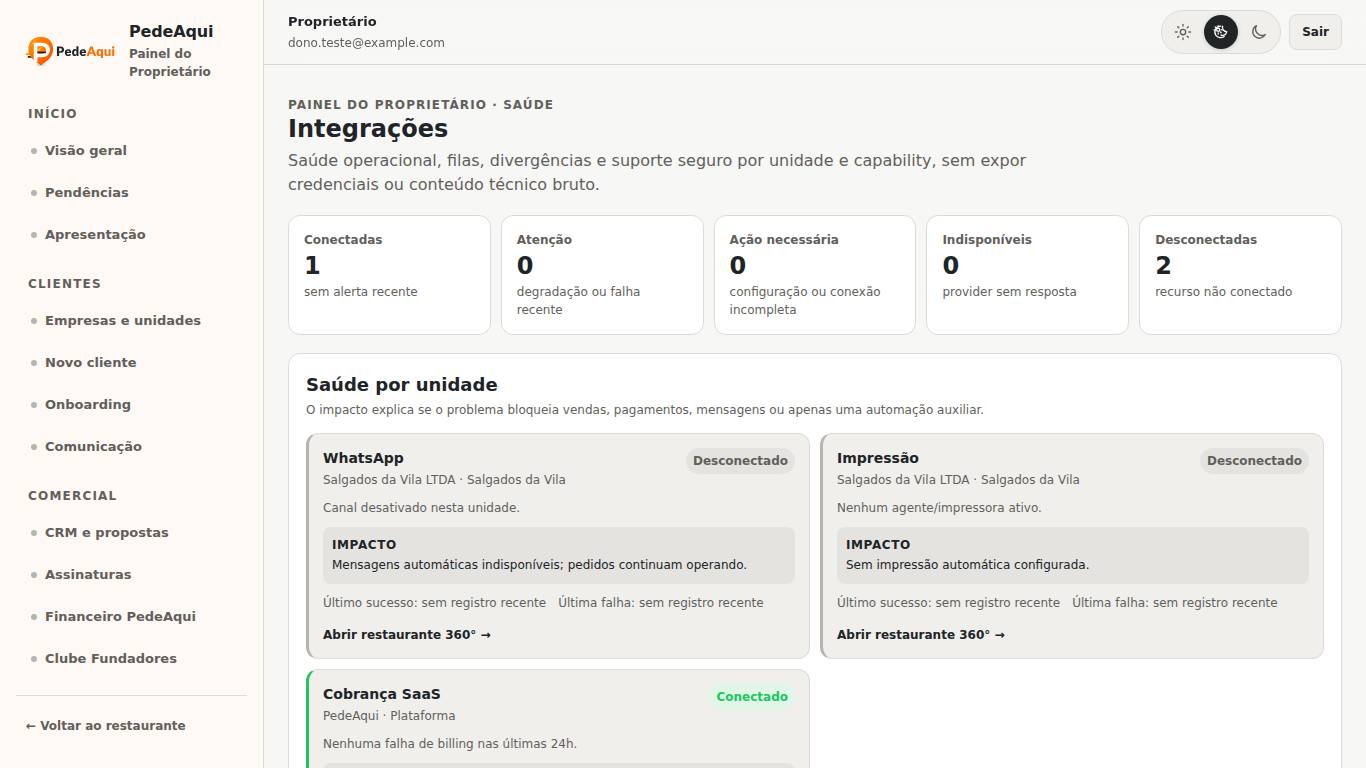 PedeAqui
PedeAqui
Painel do
Proprietário
INÍCIO
Visão geral
Pendências
Apresentação
CLIENTES
Empresas e unidades
Novo cliente
Onboarding
Comunicação
COMERCIAL
CRM e propostas
Assinaturas
Financeiro PedeAqui
Clube Fundadores
← Voltar ao restaurante
Proprietário
dono.teste@example.com
Sair
PAINEL DO PROPRIETÁRIO · SAÚDE
Integrações
Saúde operacional, filas, divergências e suporte seguro por unidade e capability, sem expor
credenciais ou conteúdo técnico bruto.
Conectadas
1
sem alerta recente
Atenção
0
degradação ou falha
recente
Ação necessária
0
configuração ou conexão
incompleta
Indisponíveis
0
provider sem resposta
Desconectadas
2
recurso não conectado
Saúde por unidade
O impacto explica se o problema bloqueia vendas, pagamentos, mensagens ou apenas uma automação auxiliar.
WhatsApp
Desconectado
Salgados da Vila LTDA · Salgados da Vila
Canal desativado nesta unidade.
IMPACTO
Mensagens automáticas indisponíveis; pedidos continuam operando.
Último sucesso: sem registro recente Última falha: sem registro recente
Abrir restaurante 360° →
Impressão
Desconectado
Salgados da Vila LTDA · Salgados da Vila
Nenhum agente/impressora ativo.
IMPACTO
Sem impressão automática configurada.
Último sucesso: sem registro recente Última falha: sem registro recente
Abrir restaurante 360° →
Cobrança SaaS
Conectado
PedeAqui · Plataforma
Nenhuma falha de billing nas últimas 24h.